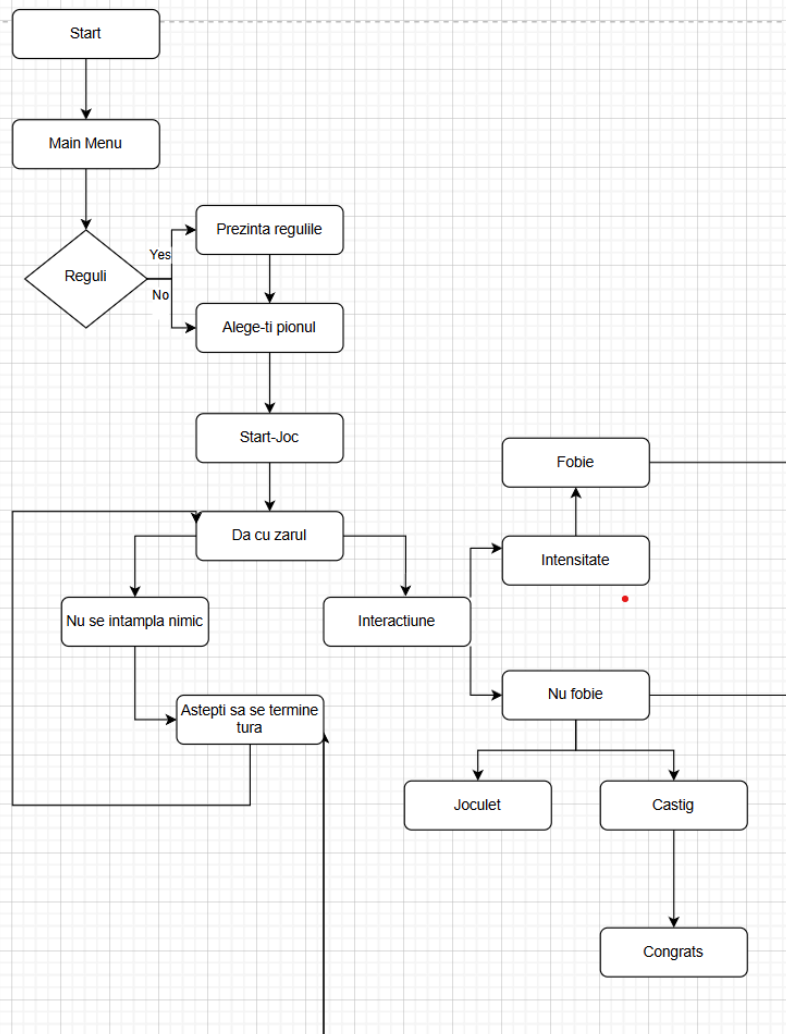 Start
Main Menu
Reguli
Yes
No
Prezinta regulile
Alege-ti pionul
Start-Joc
Da cu zarul
Nu se intampla nimic
Interactiune
Astepti sa se termine
tura
Fobie
Intensitate
Nu fobie
Joculet
Castig
Congrats